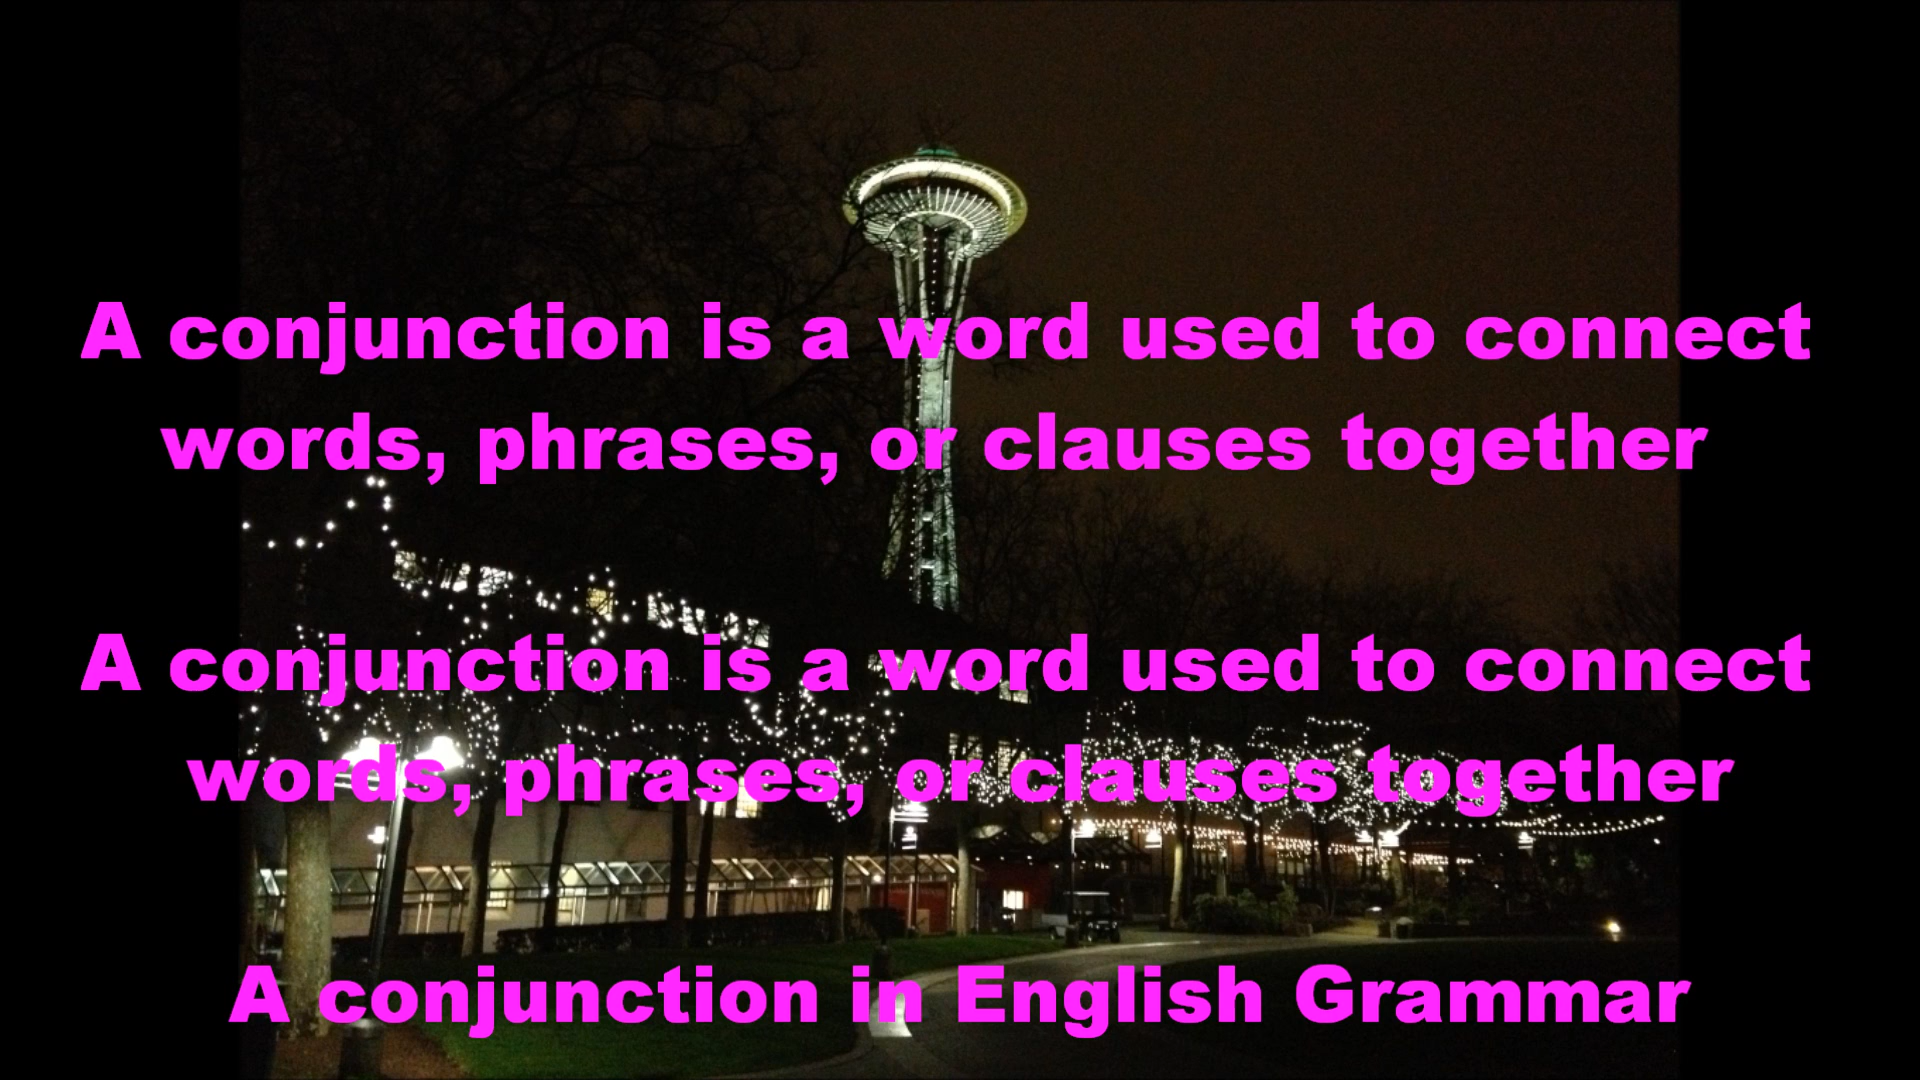 A conjunction is a word used to connect
words, phrases, or clauses together
A conjunction is a word used to connect
words, phrases, or clauses together
A conjunction in English Grammar